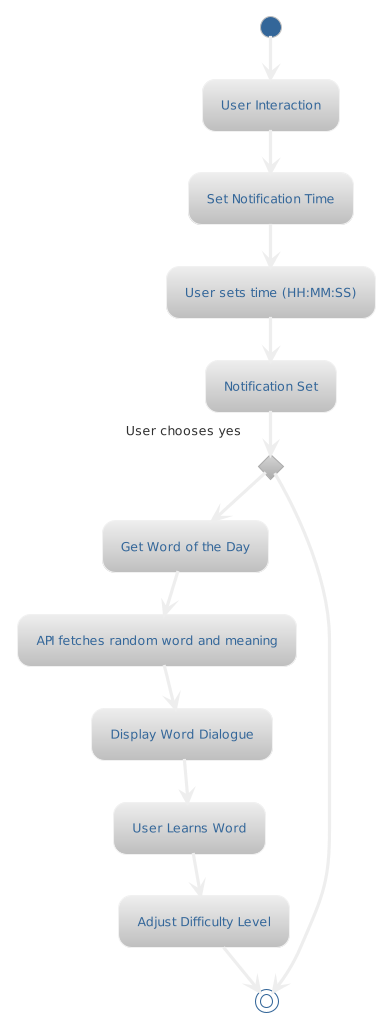 User Interaction
Set Notification Time
User sets time (HH:MM:SS)
Notification Set
User chooses yes
Get Word of the Day
API fetches random word and meaning
Display Word Dialogue
User Learns Word
Adjust Difficulty Level